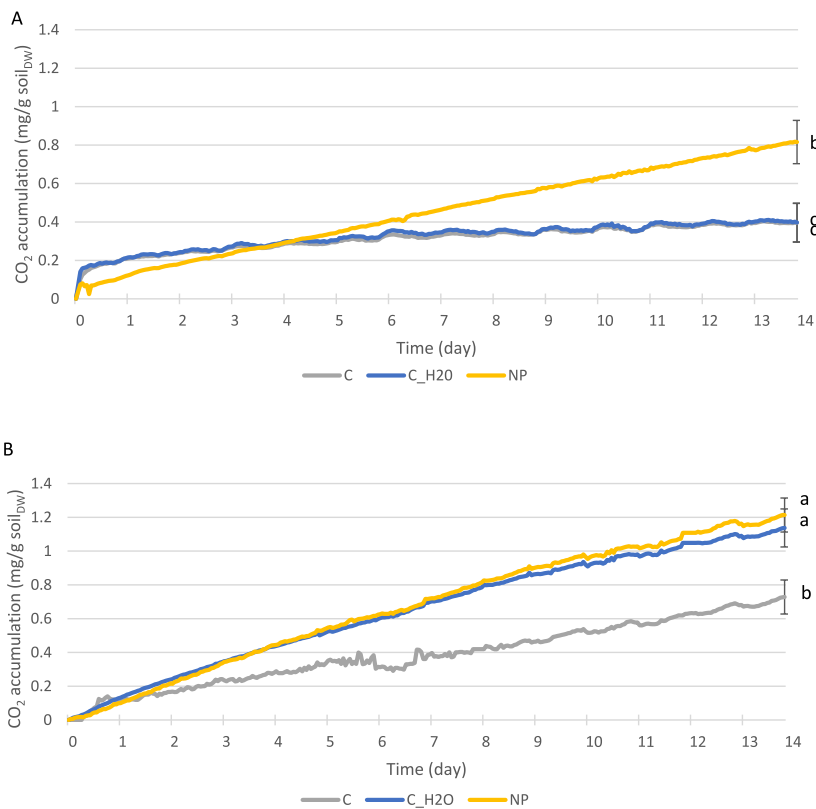 A
CO2 accumulation (mg/g soilDW)
1.4
1.2
1
0.8
0.6
0.4
0.2
0
b
c
c
0 1 2 3 4 5 6 7 8 9 10 11 12 13 14
Time (day)
C C_H20 NP
B
CO2 accumulation (mg/g soilDW)
1.4
1.2
1
0.8
0.6
0.4
0.2
0
a
a
b
0 1 2 3 4 5 6 7 8 9 10 11 12 13 14
Time (day)
C C_H2O NP